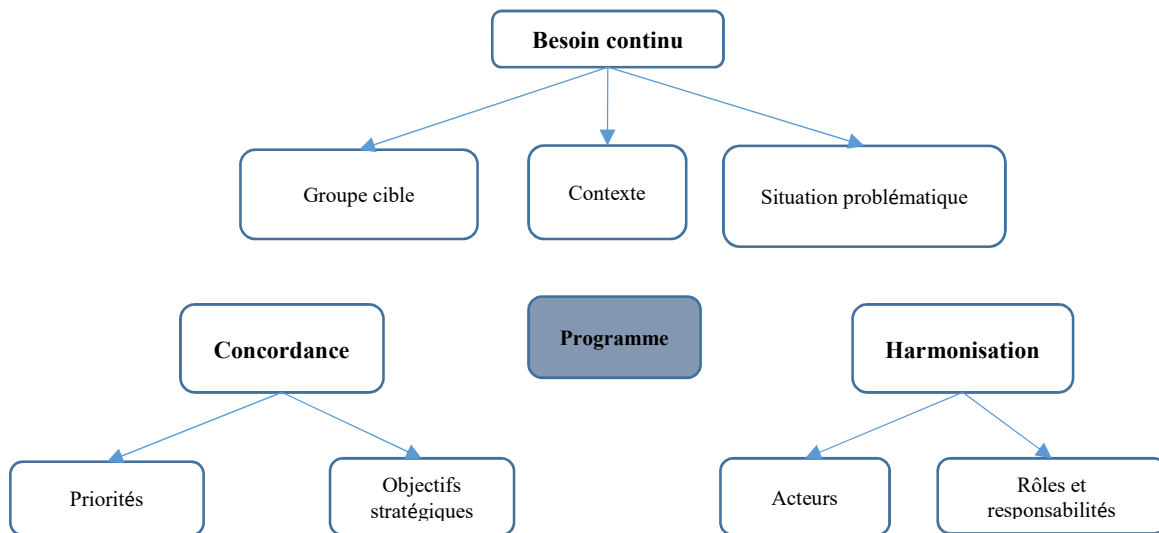 Besoin continu
Groupe cible
Contexte
Situation problématique
Concordance
Programme
Harmonisation
Priorités
Objectifs
stratégiques
Acteurs
Rôles et
responsabilités